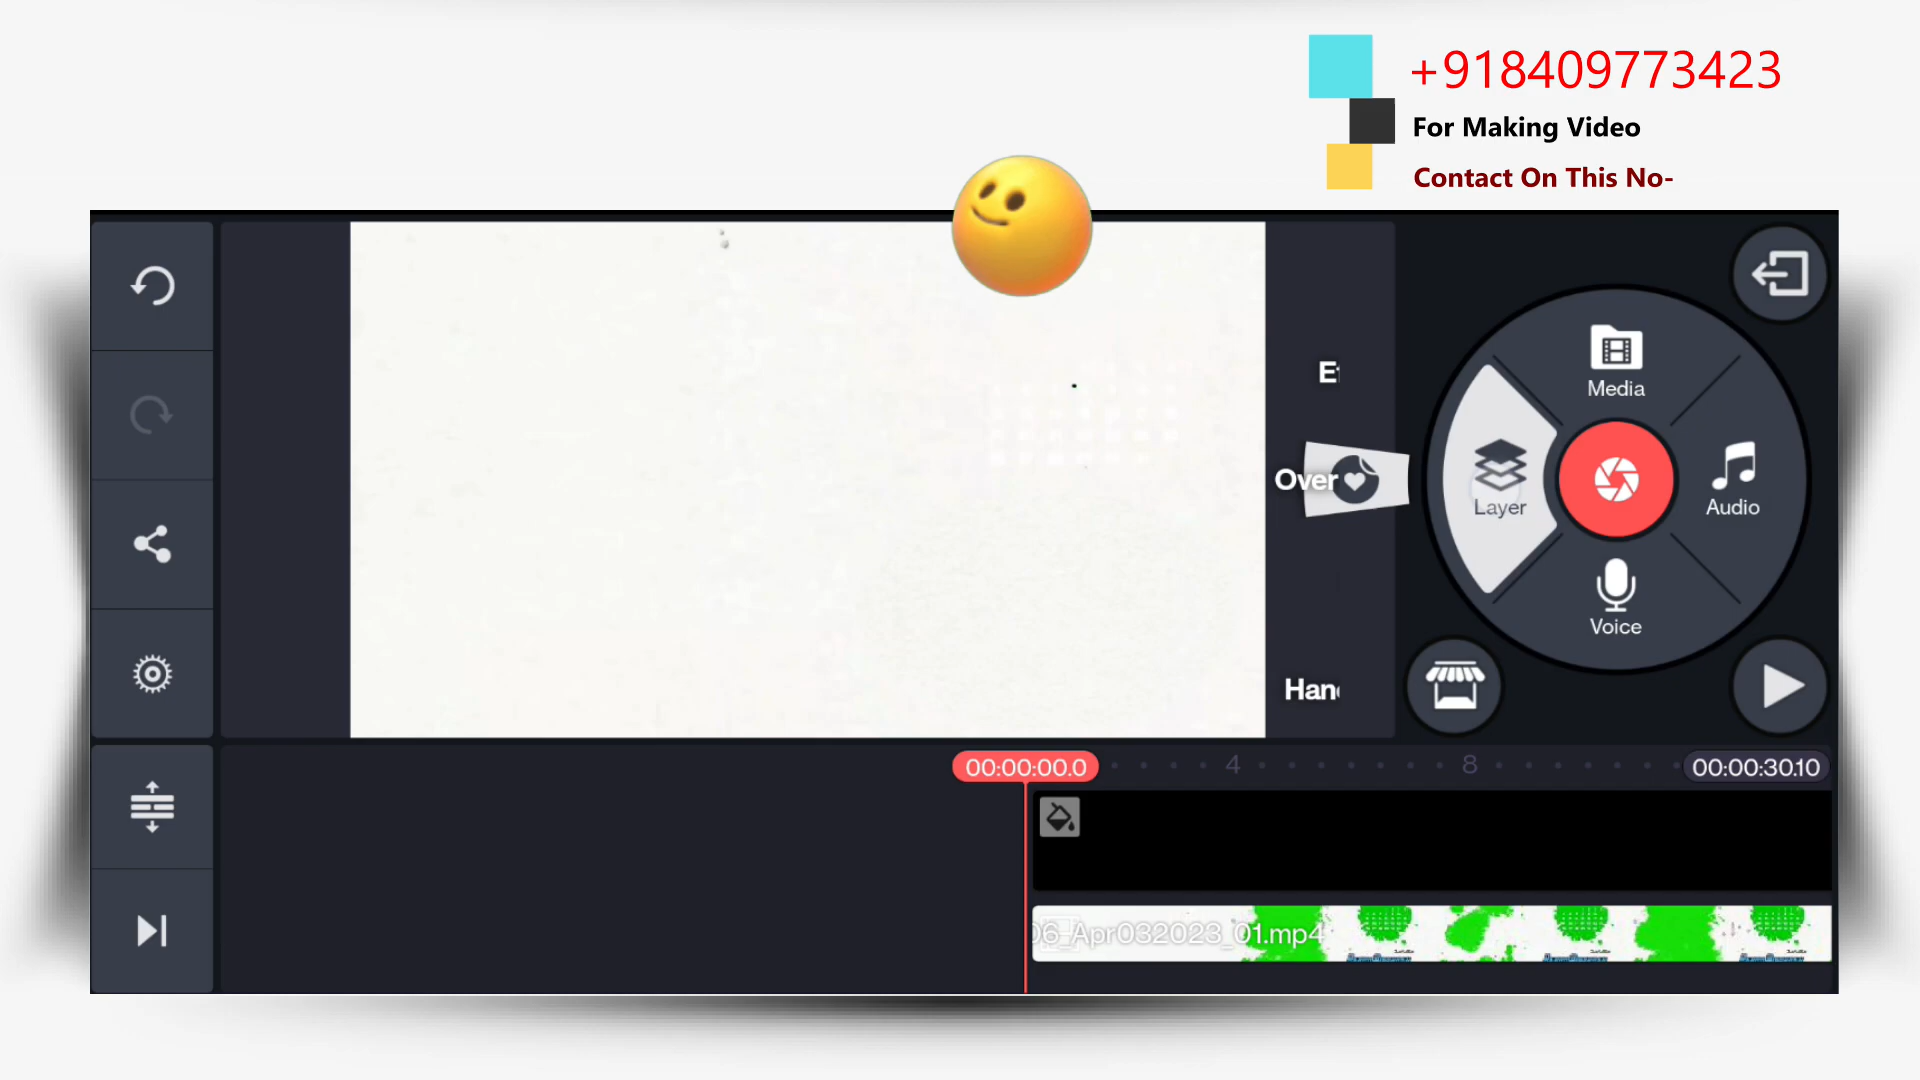 +918409773423
For Making Video
Contact On This No-
Media
Layer
Audio
Voice
Over
Han
00:00:00.0
4
8
00:00:30.10
06_Apr032023_01.mp4